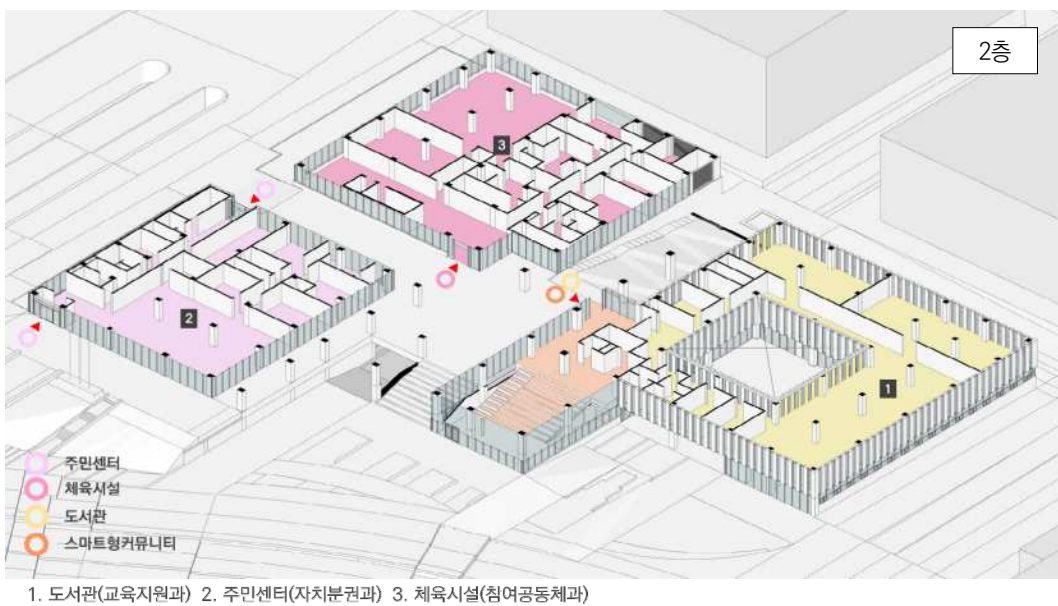 2층
3
2
1
주민센터
체육시설
도서관
스마트형커뮤니티
1. 도서관(교육지원과) 2. 주민센터(자치분권과) 3. 체육시설(참여공동체과)